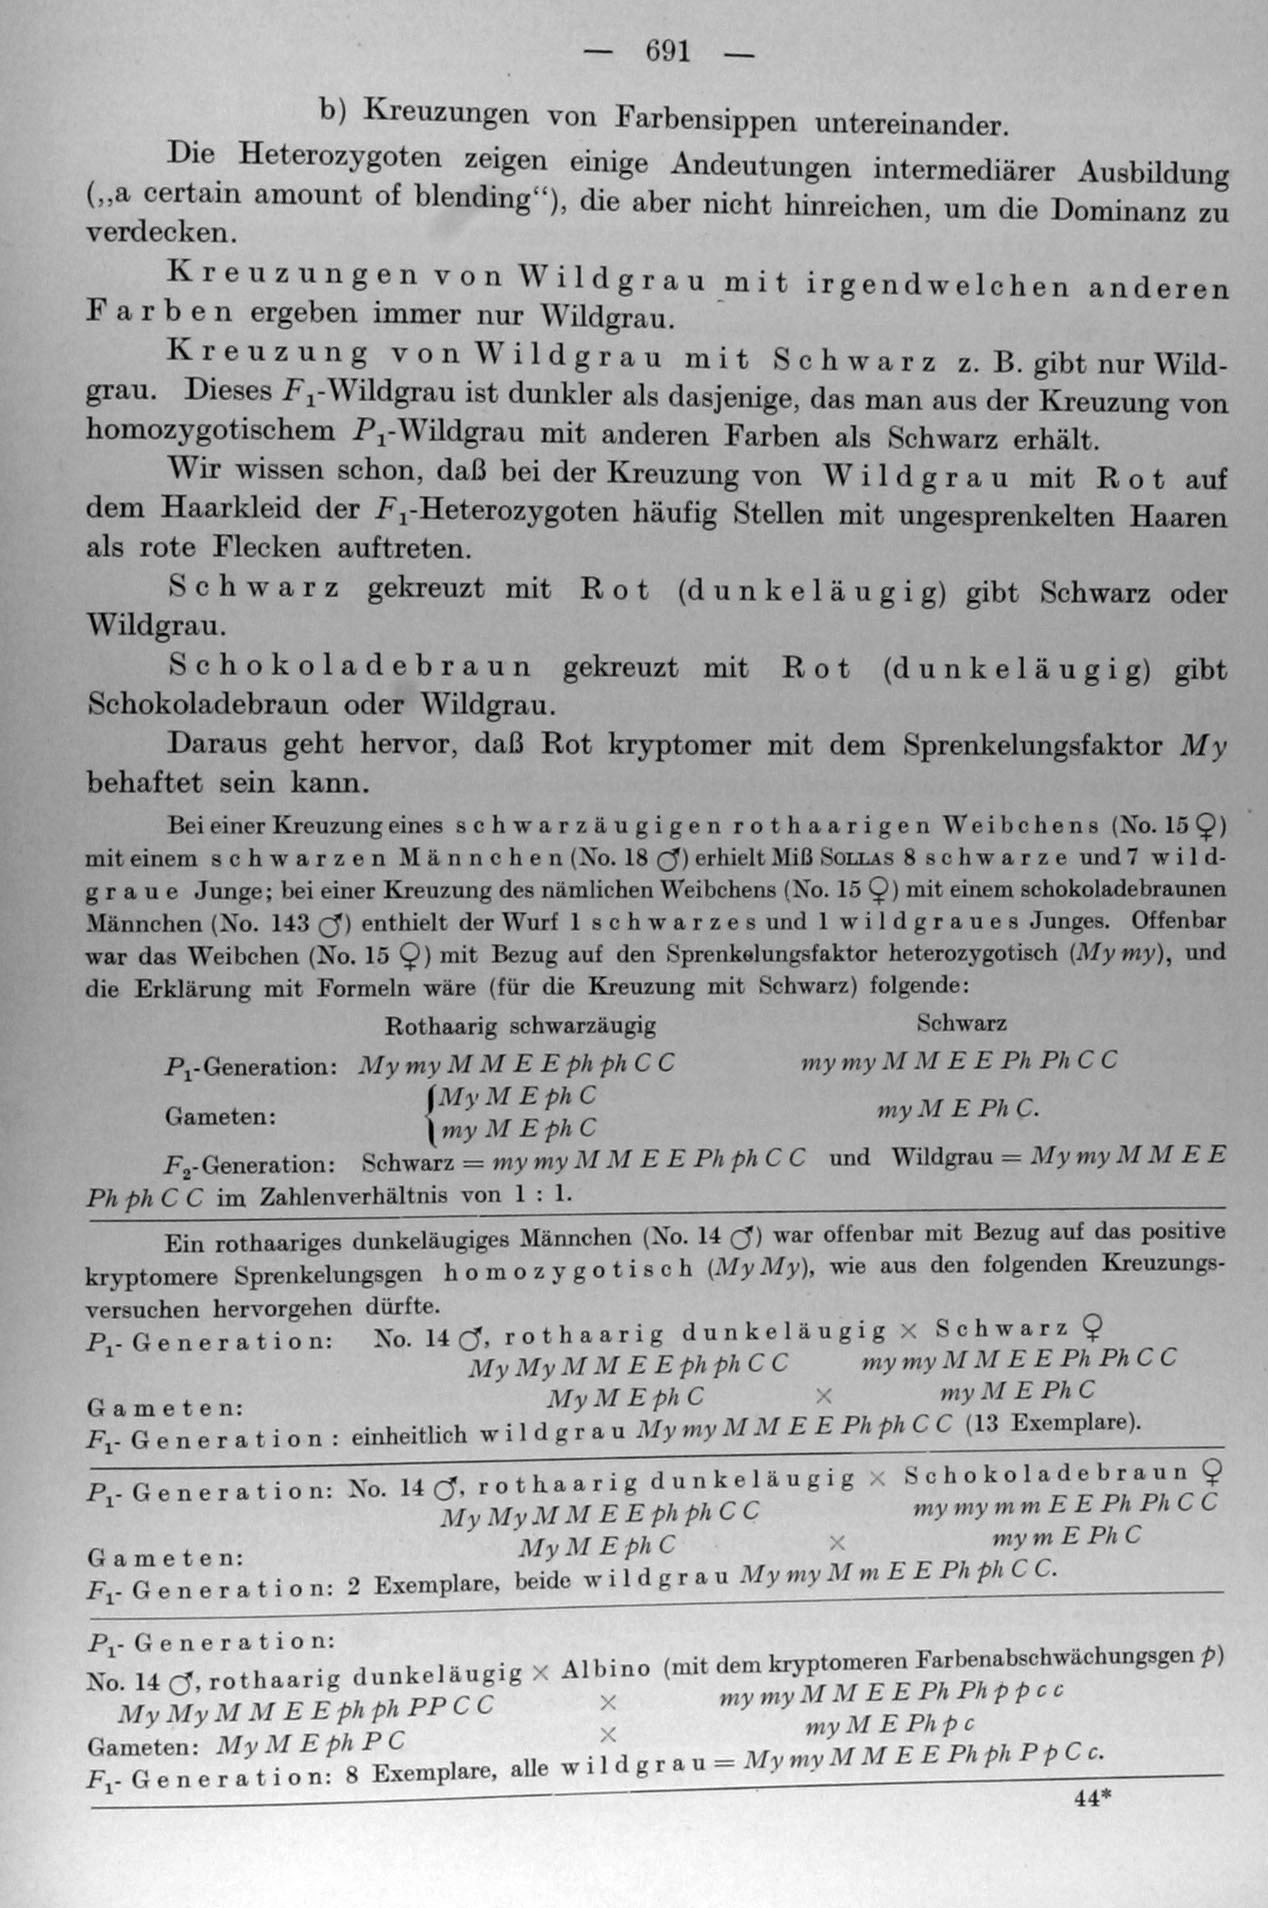 — 691 —
b) Kreuzungen von Farbensippen untereinander.
Die Heterozygoten zeigen einige Andeutungen intermediärer Ausbildung
(„a certain amount of blending“), die aber nicht hinreichen, um die Dominanz zu
verdecken.
Kreuzungen von Wildgrau mit irgendwelchen anderen
Farben ergeben immer nur Wildgrau.
Kreuzung von Wildgrau mit Schwarz z. B. gibt nur Wild-
grau. Dieses F₁-Wildgrau ist dunkler als dasjenige, das man aus der Kreuzung von
homozygotischem P₁-Wildgrau mit anderen Farben als Schwarz erhält.
Wir wissen schon, daß bei der Kreuzung von Wildgrau mit Rot auf
dem Haarkleid der F₁-Heterozygoten häufig Stellen mit ungesprenkelten Haaren
als rote Flecken auftreten.
Schwarz gekreuzt mit Rot (dunkeläugig) gibt Schwarz oder
Wildgrau.
Schokoladebraun gekreuzt mit Rot (dunkeläugig) gibt
Schokoladebraun oder Wildgrau.
Daraus geht hervor, daß Rot kryptomer mit dem Sprenkelungsfaktor My
behaftet sein kann.
Bei einer Kreuzung eines schwarzäugigen rothaarigen Weibchens (No. 15 ♀)
mit einem schwarzen Männchen (No. 18 ♂) erhielt Miß SOLLAS 8 schwarze und 7 wild-
graue Junge; bei einer Kreuzung des nämlichen Weibchens (No. 15 ♀) mit einem schokoladebraunen
Männchen (No. 143 ♂) enthielt der Wurf 1 schwarzes und 1 wildgraues Junges. Offenbar
war das Weibchen (No. 15 ♀) mit Bezug auf den Sprenkelungsfaktor heterozygotisch (My my), und
die Erklärung mit Formeln wäre (für die Kreuzung mit Schwarz) folgende:
Rothaarig schwarzäugig Schwarz
P₁-Generation: My my M M E E ph ph C C my my M M E E Ph Ph C C
Gameten: { My M E ph C
my M E ph C my M E Ph C.
F₂-Generation: Schwarz = my my M M E E Ph ph C C und Wildgrau = My my M M E E
Ph ph C C im Zahlenverhältnis von 1 : 1.
Ein rothaariges dunkeläugiges Männchen (No. 14 ♂) war offenbar mit Bezug auf das positive
kryptomere Sprenkelungsgen homozygotisch (My My), wie aus den folgenden Kreuzungs-
versuchen hervorgehen dürfte.
P₁-Generation: No. 14 ♂, rothaarig dunkeläugig × Schwarz ♀
My My M M E E ph ph C C my my M M E E Ph Ph C C
Gameten: My M E ph C × my M E Ph C
F₁-Generation: einheitlich wildgrau My my M M E E Ph ph C C (13 Exemplare).
P₁-Generation: No. 14 ♂, rothaarig dunkeläugig × Schokoladebraun ♀
My My M M E E ph ph C C my my m m E E Ph Ph C C
Gameten: My M E ph C × my m E Ph C
F₁-Generation: 2 Exemplare, beide wildgrau My my M m E E Ph ph C C.
P₁-Generation:
No. 14 ♂, rothaarig dunkeläugig × Albino (mit dem kryptomeren Farbenabschwächungsgen p)
My My M M E E ph ph P P C C × my my M M E E Ph Ph p p c c
Gameten: My M E ph P C × my M E Ph p c
F₁-Generation: 8 Exemplare, alle wildgrau = My my M M E E Ph ph P p C c.
44*